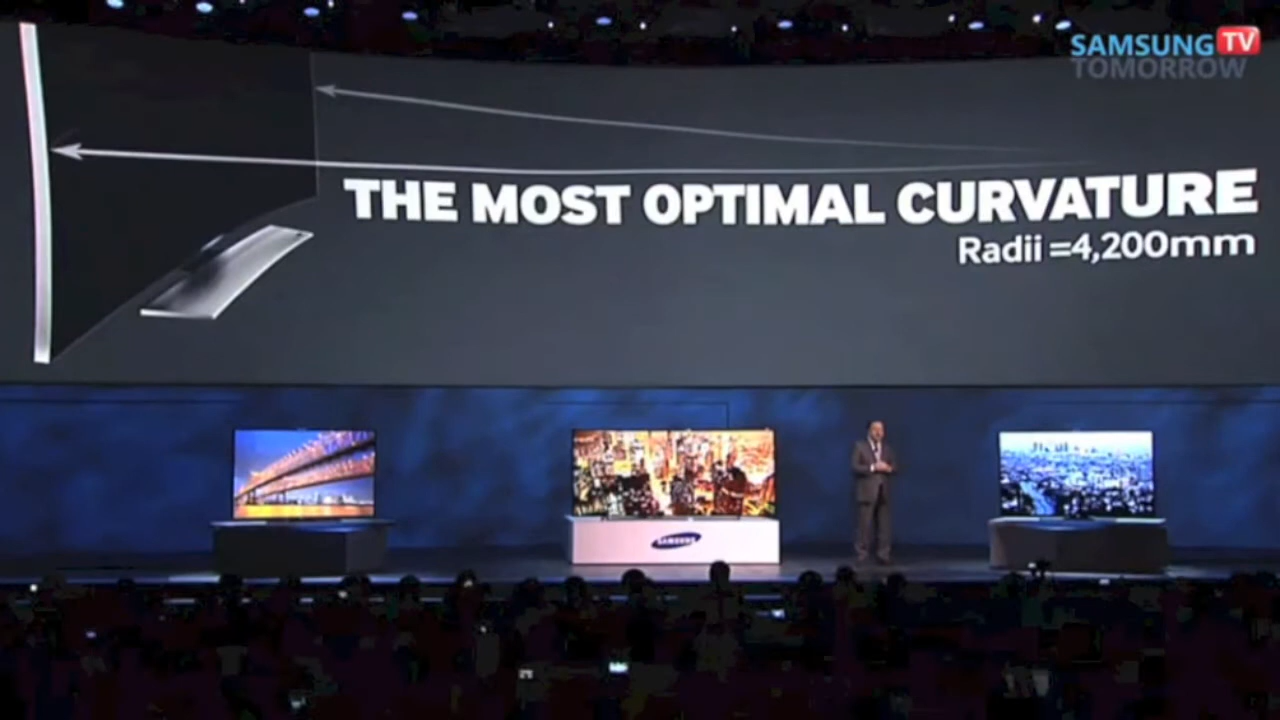 SAMSUNG TV
TOMORROW
THE MOST OPTIMAL CURVATURE
Radii =4,200mm
SAMSUNG